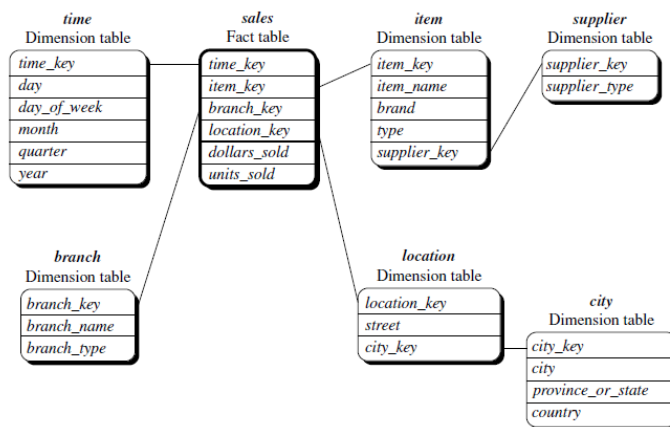 time
Dimension table
time_key
day
day_of_week
month
quarter
year
sales
Fact table
time_key
item_key
branch_key
location_key
dollars_sold
units_sold
item
Dimension table
item_key
item_name
brand
type
supplier_key
supplier
Dimension table
supplier_key
supplier_type
branch
Dimension table
branch_key
branch_name
branch_type
location
Dimension table
location_key
street
city_key
city
Dimension table
city_key
city
province_or_state
country